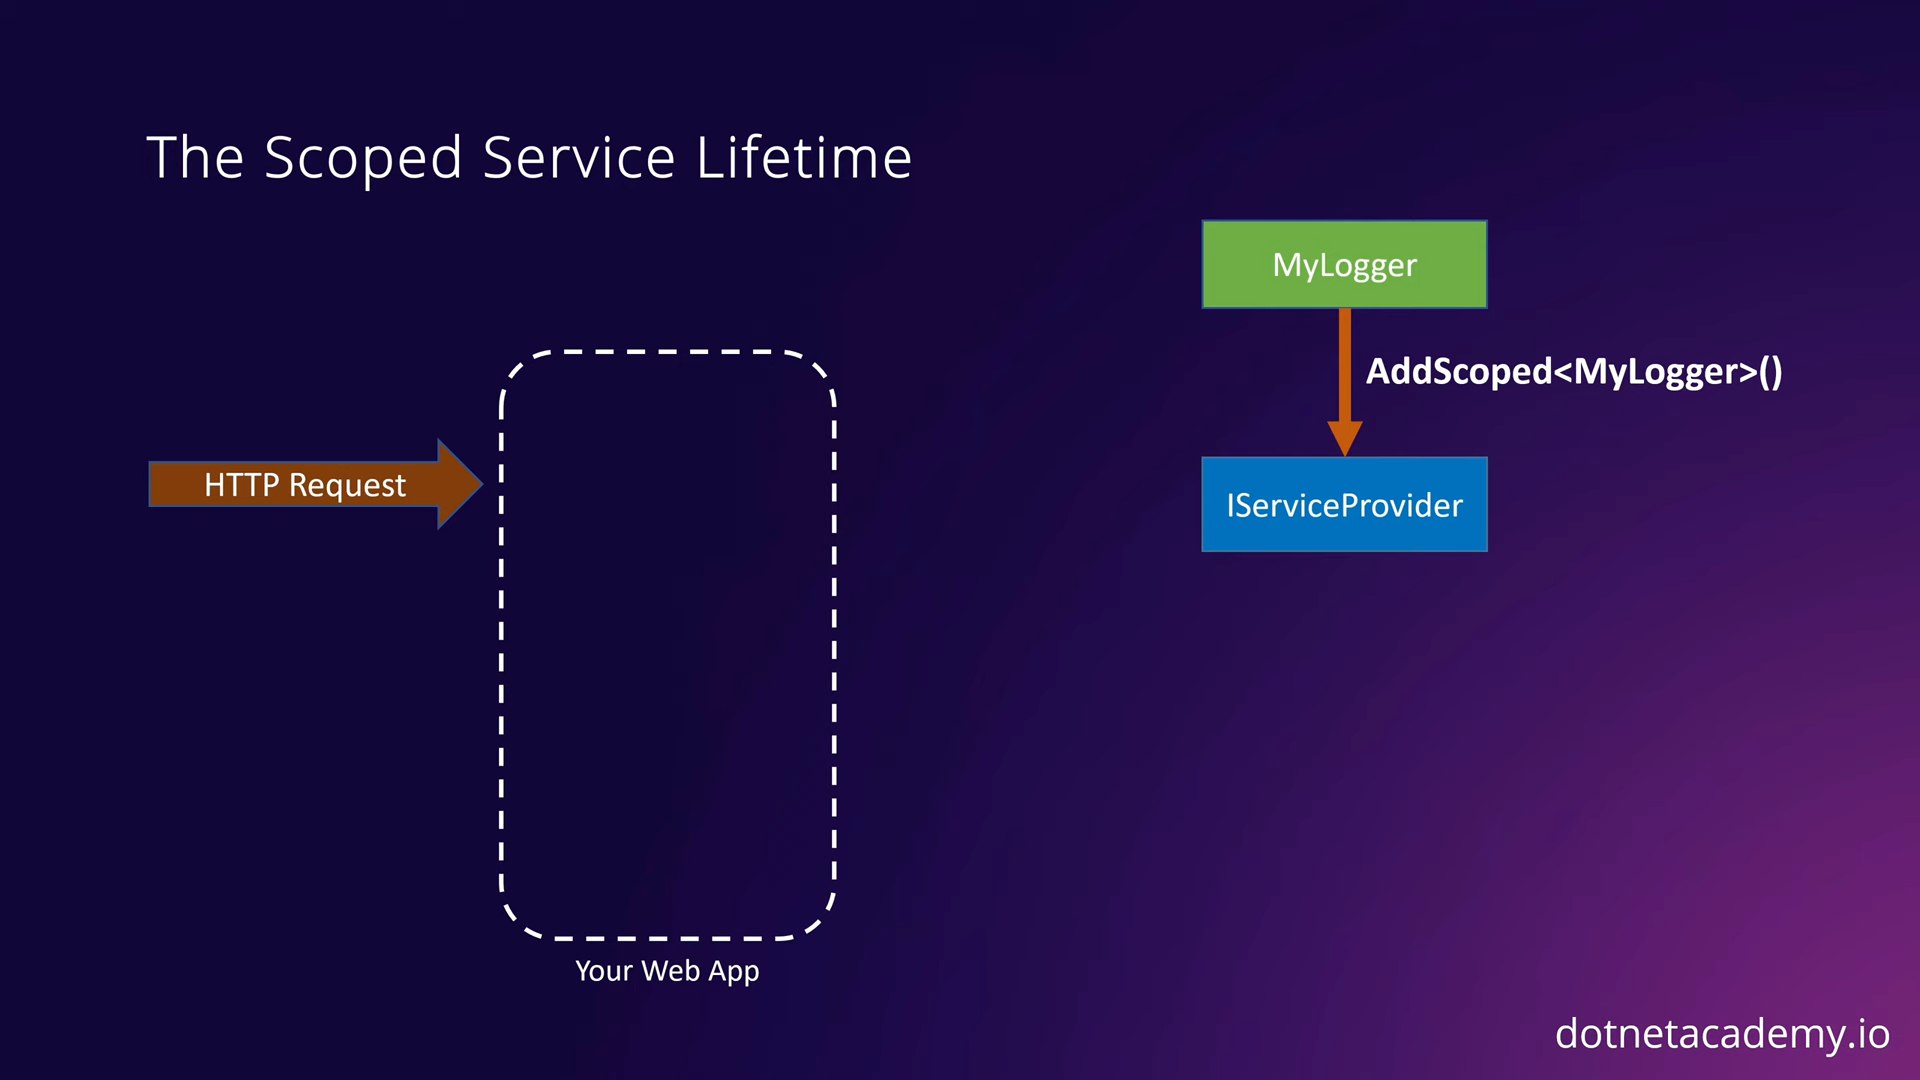 The Scoped Service Lifetime
MyLogger
AddScoped<MyLogger>()
HTTP Request
IServiceProvider
Your Web App
dotnetacademy.io